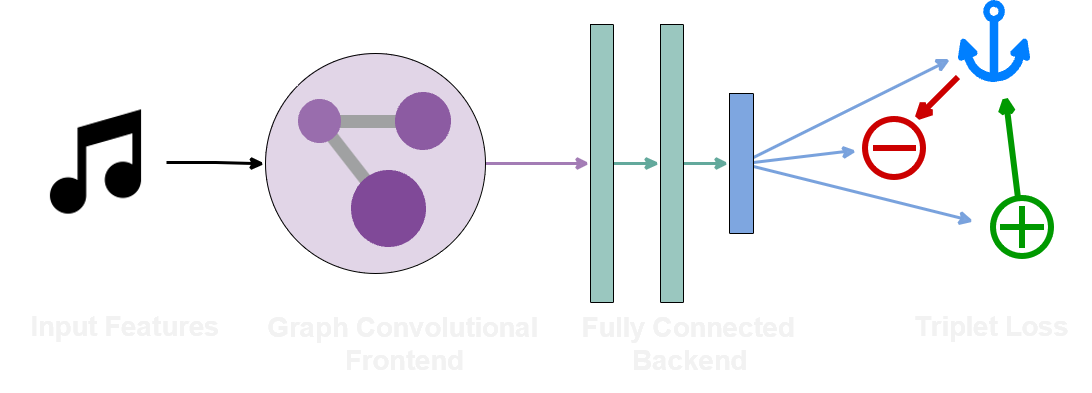 Input Features
Graph Convolutional
Frontend
Fully Connected
Backend
Triplet Loss